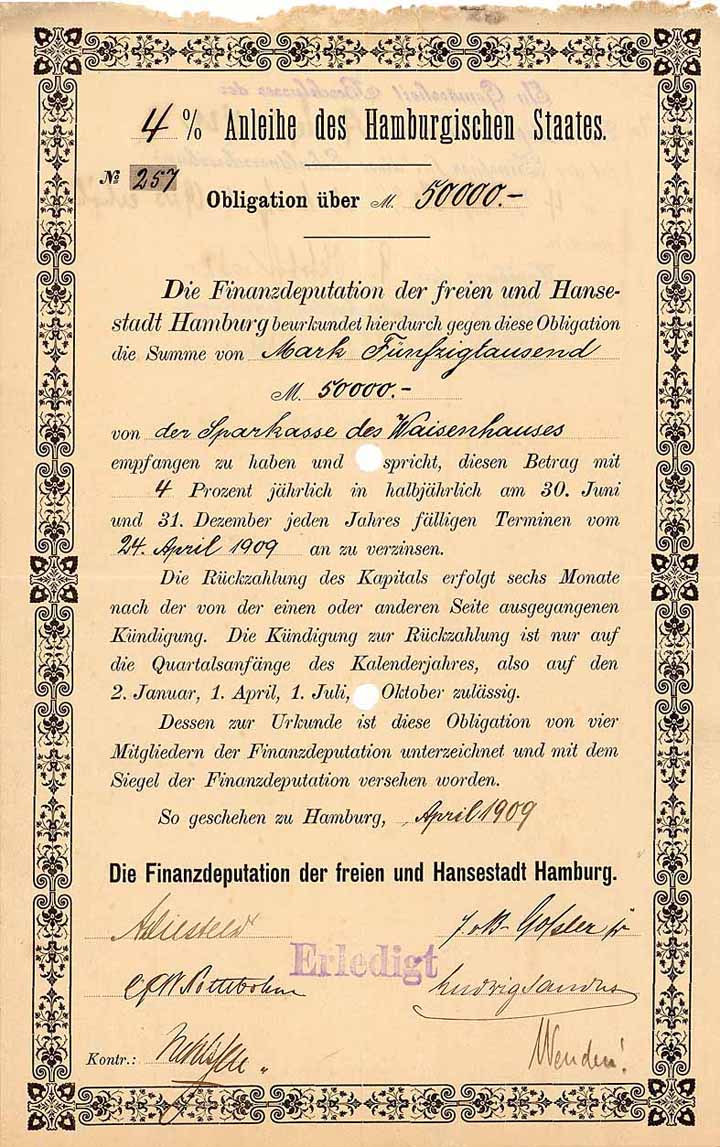 4 % Anleihe des Hamburgischen Staates.
No 257
Obligation über M. 50000.-
Die Finanzdeputation der freien und Hanse-
stadt Hamburg beurkundet hierdurch gegen diese Obligation
die Summe von Mark Fünfzigtausend
M. 50000.-
von der Sparkasse des Waisenhauses
empfangen zu haben und spricht, diesen Betrag mit
4 Prozent jährlich in halbjährlich am 30. Juni
und 31. Dezember jeden Jahres fälligen Terminen vom
24. April 1909 an zu verzinsen.
Die Rückzahlung des Kapitals erfolgt sechs Monate
nach der von der einen oder anderen Seite ausgegangenen
Kündigung. Die Kündigung zur Rückzahlung ist nur auf
die Quartalsanfänge des Kalenderjahres, also auf den
2. Januar, 1. April, 1. Juli, Oktober zulässig.
Dessen zur Urkunde ist diese Obligation von vier
Mitgliedern der Finanzdeputation unterzeichnet und mit dem
Siegel der Finanzdeputation versehen worden.
So geschehen zu Hamburg, April 1909
Die Finanzdeputation der freien und Hansestadt Hamburg.
Erledigt
Kontr.: